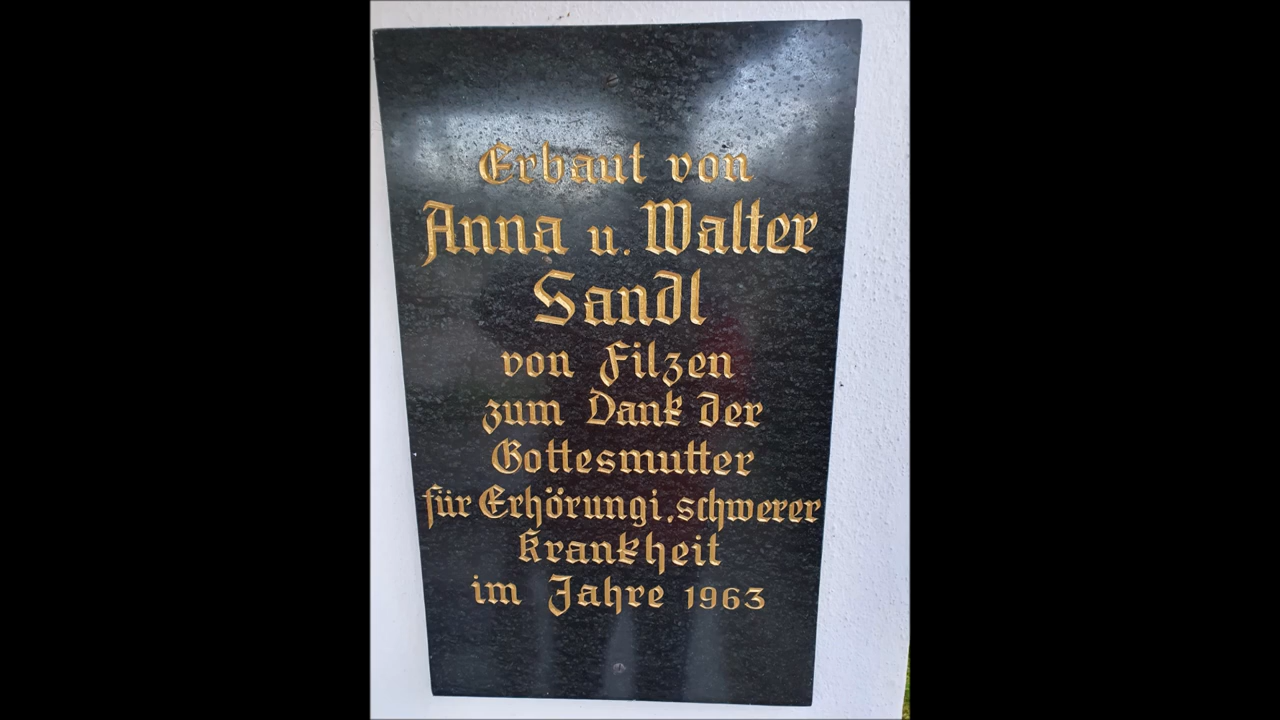 Erbaut von
Anna u. Walter
Sandl
von Filzen
zum Dank der
Gottesmutter
für Erhörung i. schwerer
Krankheit
im Jahre 1963